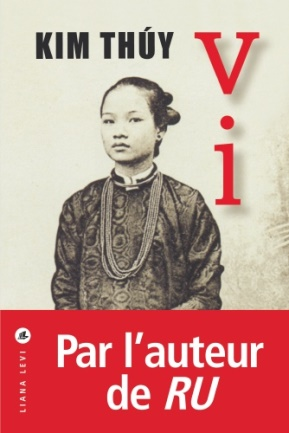 KIM THÚY
Vi
Par l'auteur
de RU
LIANA LEVI